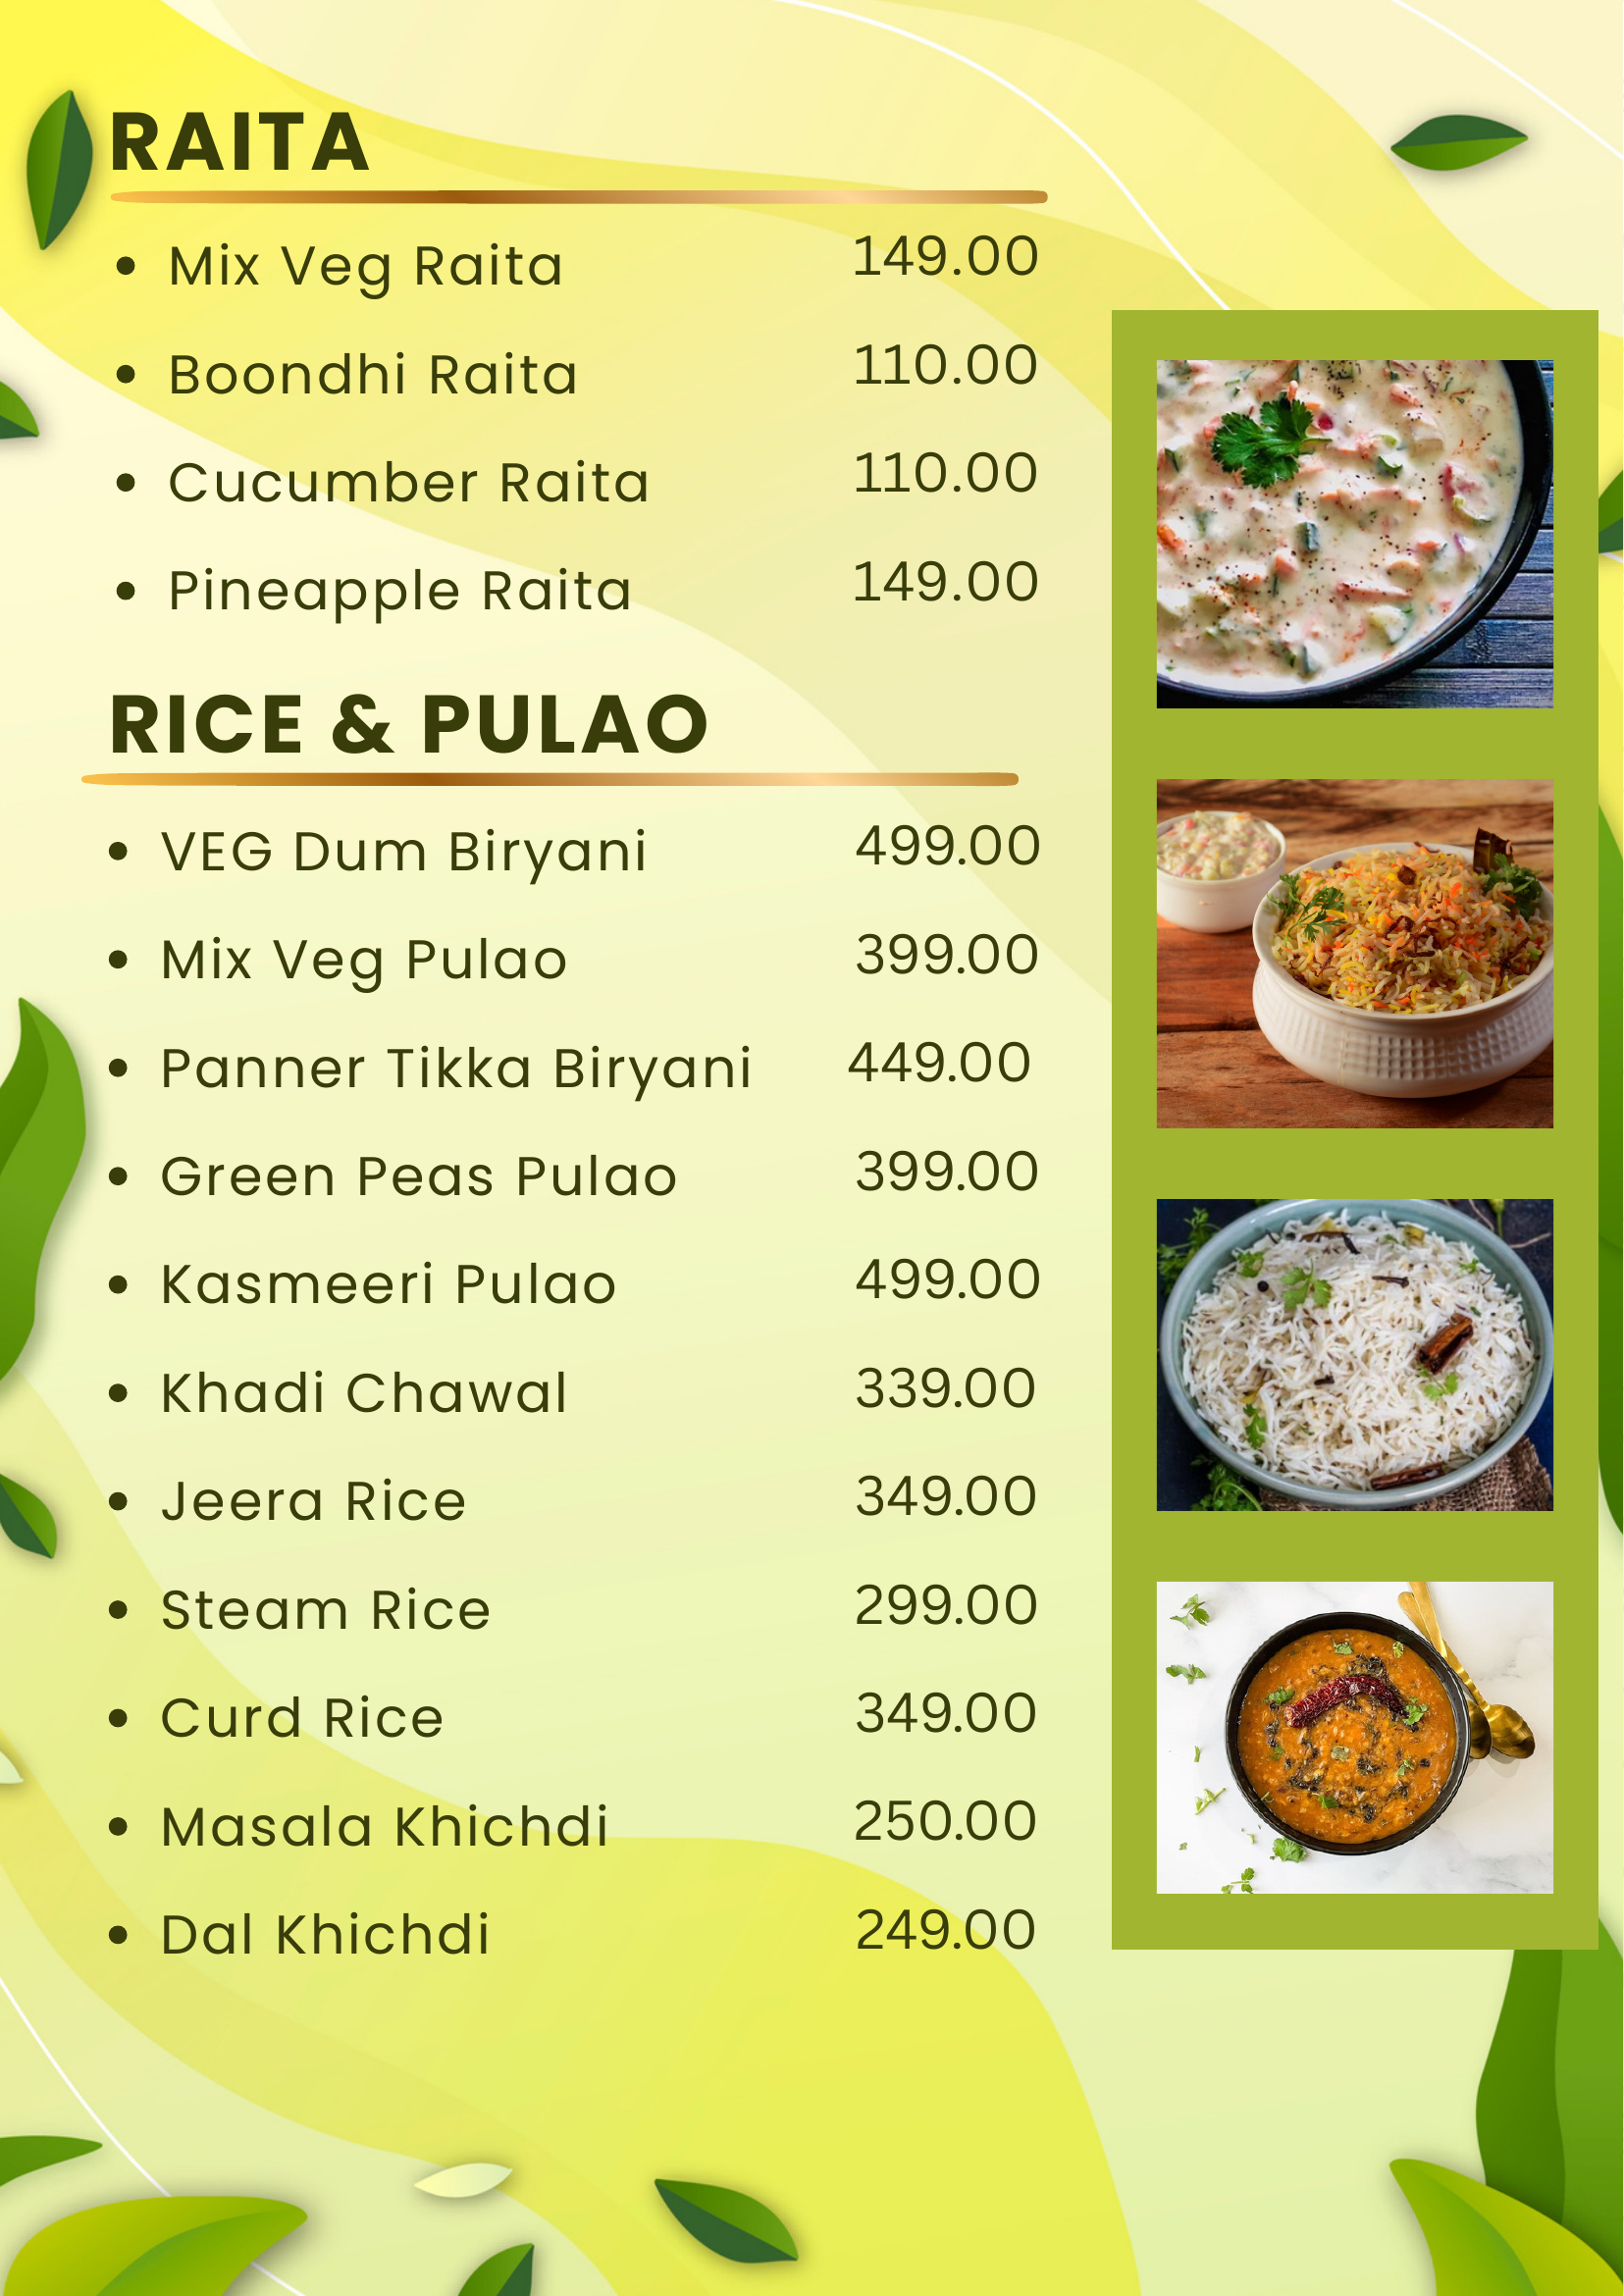 RAITA
• Mix Veg Raita 149.00
• Boondhi Raita 110.00
• Cucumber Raita 110.00
• Pineapple Raita 149.00
RICE & PULAO
• VEG Dum Biryani 499.00
• Mix Veg Pulao 399.00
• Panner Tikka Biryani 449.00
• Green Peas Pulao 399.00
• Kasmeeri Pulao 499.00
• Khadi Chawal 339.00
• Jeera Rice 349.00
• Steam Rice 299.00
• Curd Rice 349.00
• Masala Khichdi 250.00
• Dal Khichdi 249.00